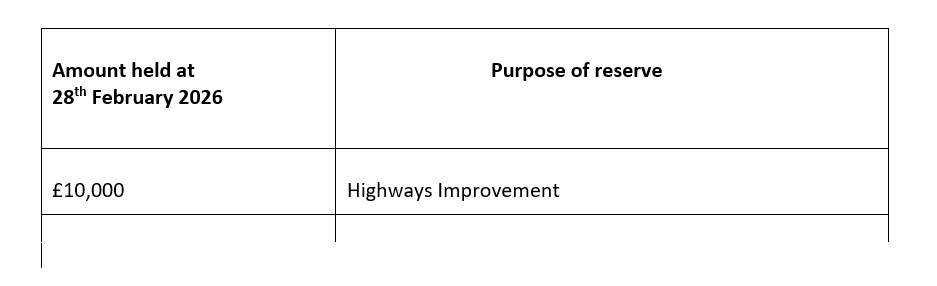 Amount held at
28th February 2026
Purpose of reserve
£10,000
Highways Improvement